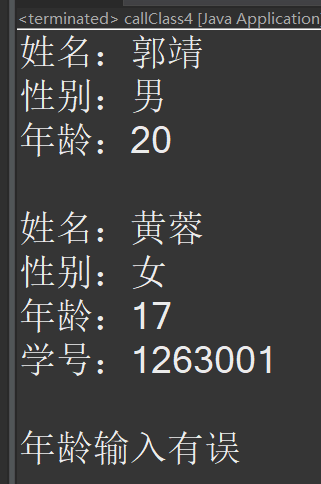 <terminated> callClass4 [Java Application
姓名：郭靖
性别：男
年龄：20
姓名：黄蓉
性别：女
年龄：17
学号：1263001
年龄输入有误